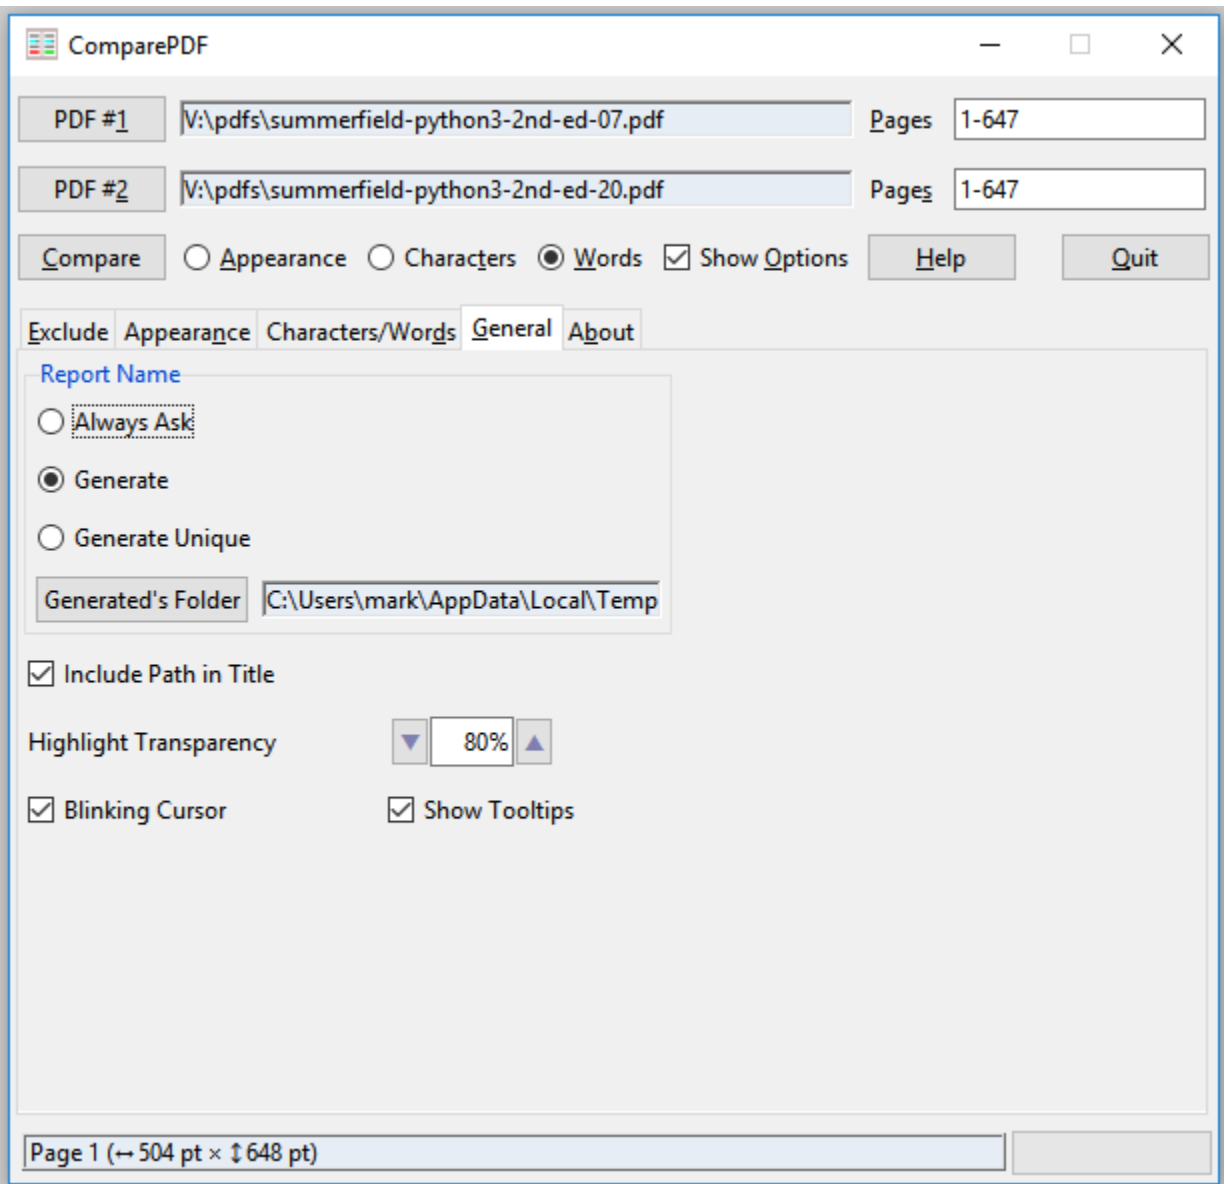 ComparePDF
PDF #1 V:\pdfs\summerfield-python3-2nd-ed-07.pdf Pages 1-647
PDF #2 V:\pdfs\summerfield-python3-2nd-ed-20.pdf Pages 1-647
Compare Appearance Characters Words Show Options Help Quit
Exclude Appearance Characters/Words General About
Report Name
Always Ask
Generate
Generate Unique
Generated's Folder C:\Users\mark\AppData\Local\Temp
Include Path in Title
Highlight Transparency 80%
Blinking Cursor Show Tooltips
Page 1 (↔ 504 pt × ↕ 648 pt)